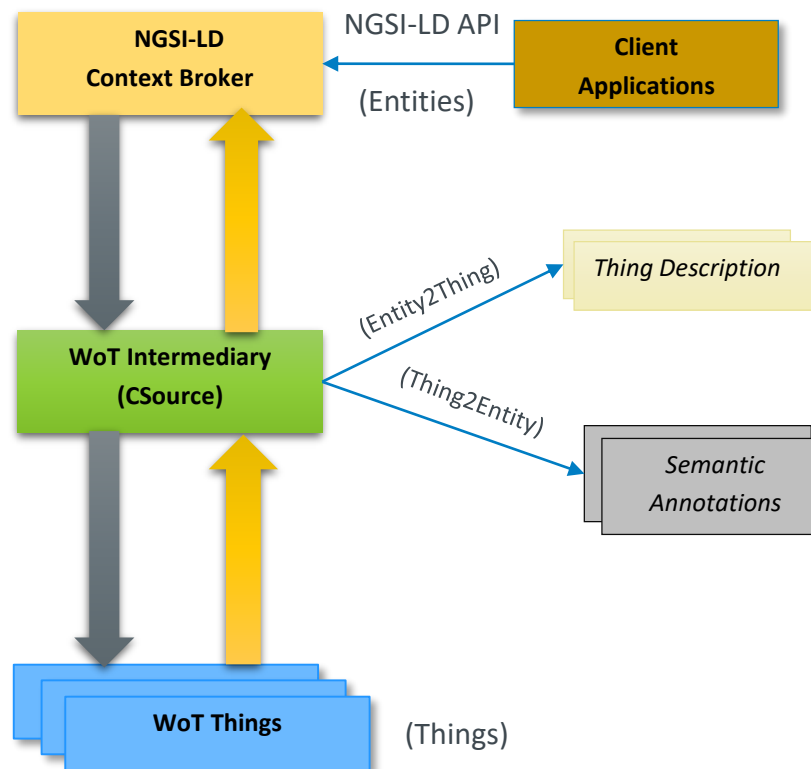 NGSI-LD
Context Broker
NGSI-LD API
(Entities)
Client
Applications
(Entity2Thing)
Thing Description
WoT Intermediary
(CSource)
(Thing2Entity)
Semantic
Annotations
WoT Things
(Things)